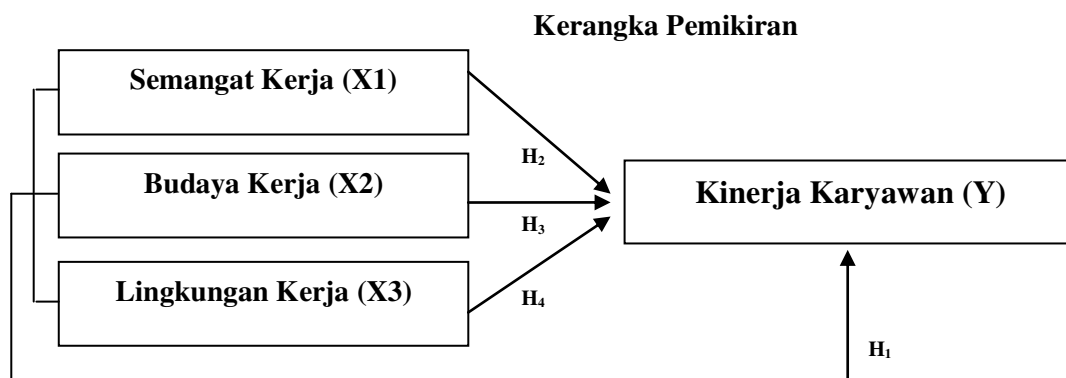 Kerangka Pemikiran
Semangat Kerja (X1)
H2
Budaya Kerja (X2)
Kinerja Karyawan (Y)
H3
Lingkungan Kerja (X3)
H4
H1